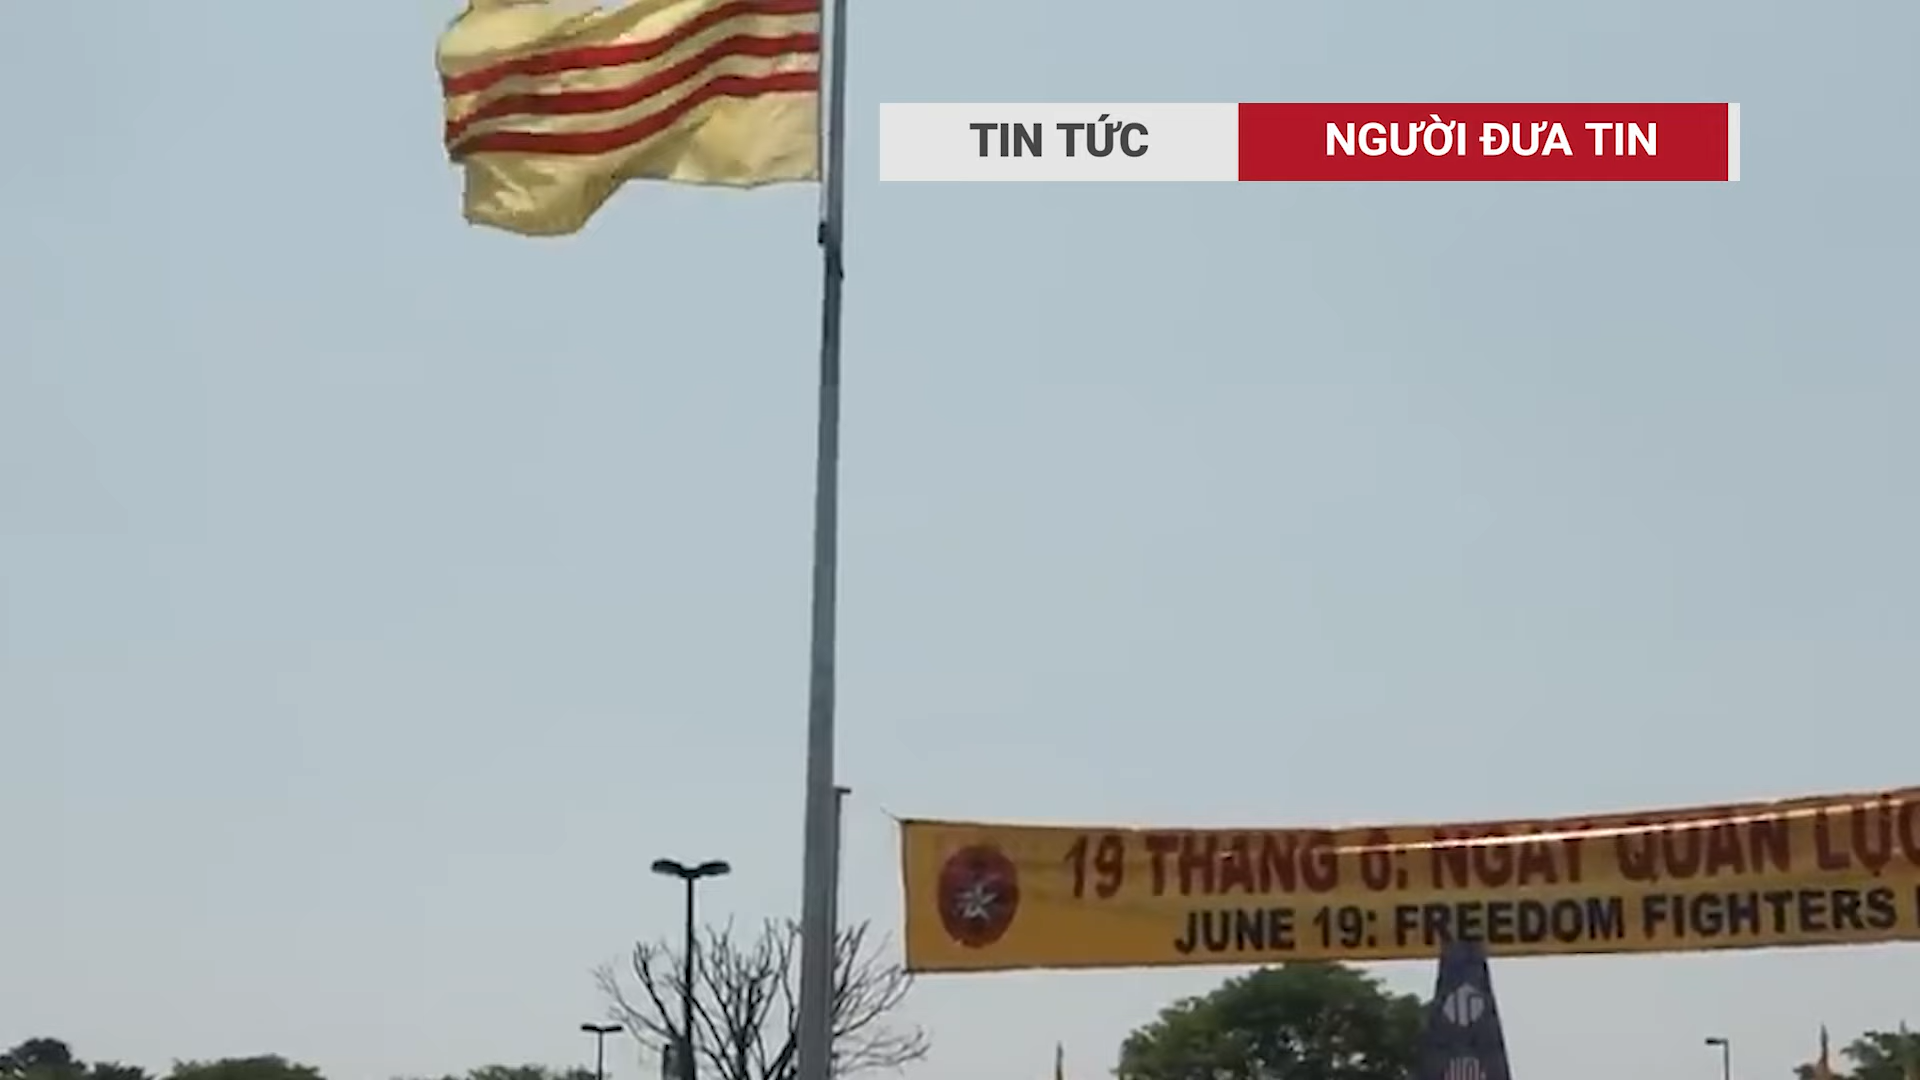 TIN TỨC
NGƯỜI ĐƯA TIN
19 THÁNG 6: NGÀY QUÂN LỰC
JUNE 19: FREEDOM FIGHTERS